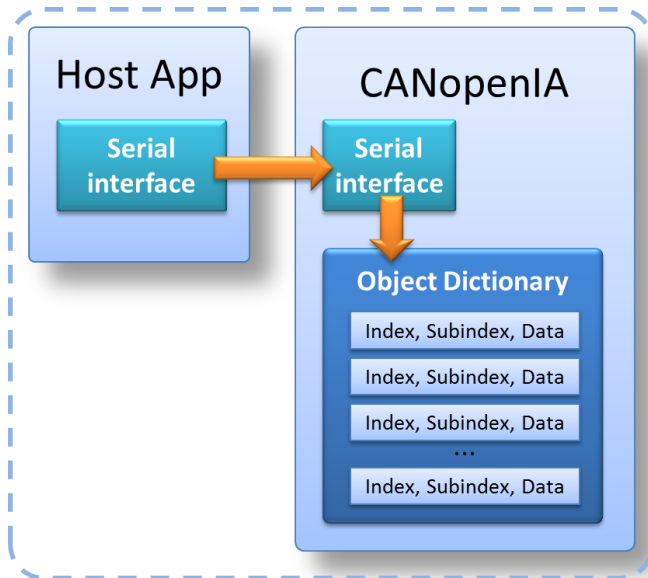 Host App
Serial
interface
CANopenIA
Serial
interface
Object Dictionary
Index, Subindex, Data
Index, Subindex, Data
Index, Subindex, Data
...
Index, Subindex, Data